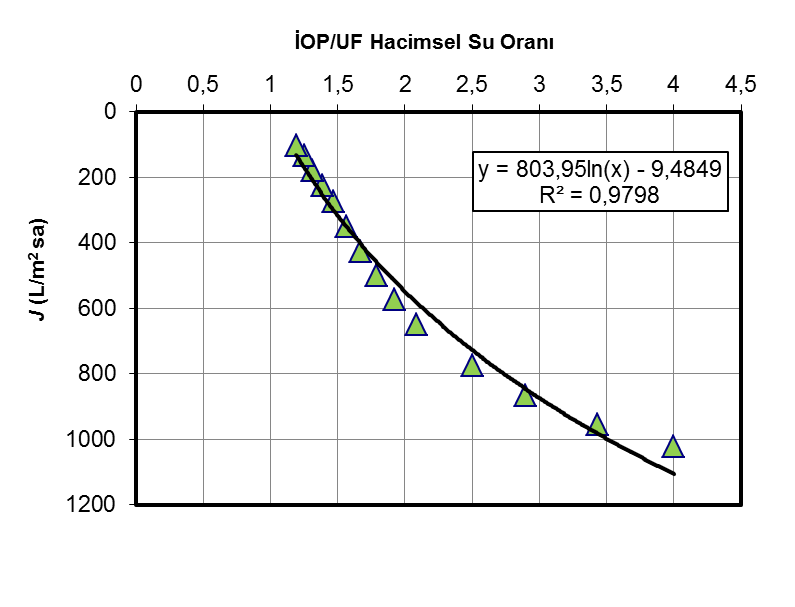 İOP/UF Hacimsel Su Oranı
0 0,5 1 1,5 2 2,5 3 3,5 4 4,5
0
200
400
600
800
1000
1200
J (L/m² sa)
y = 803,95ln(x) - 9,4849
R² = 0,9798